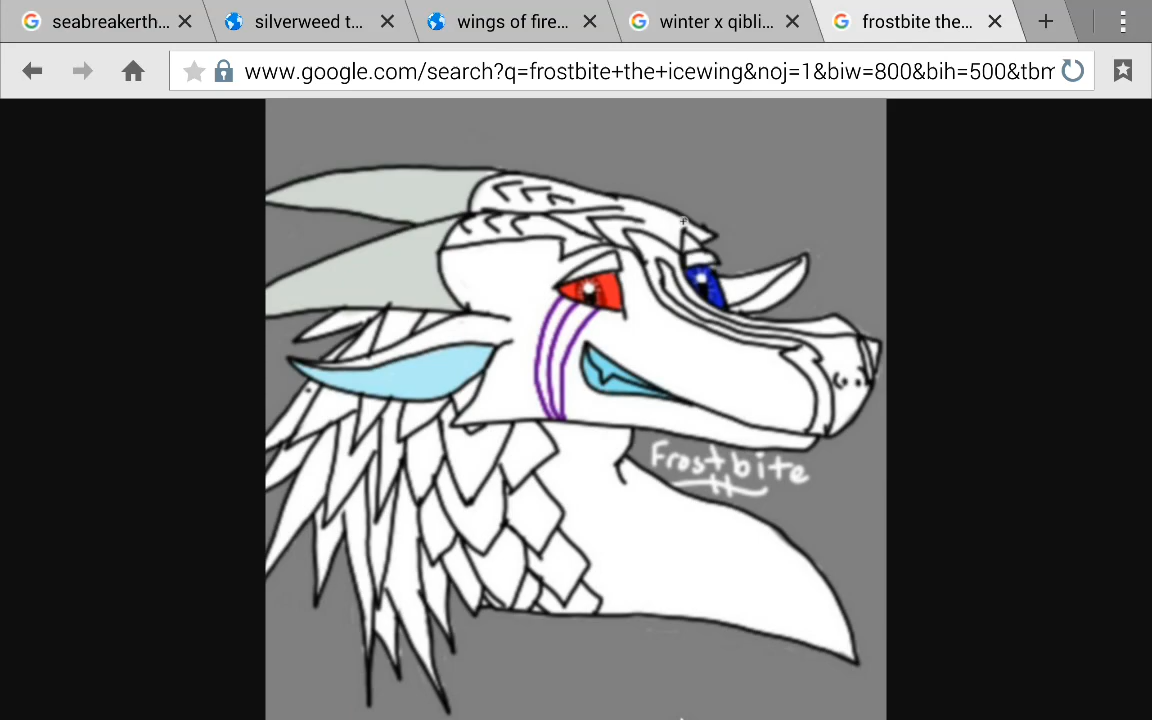 seabreakerth...
silverweed t...
wings of fire...
winter x qibli...
frostbite the...
www.google.com/search?q=frostbite+the+icewing&noj=1&biw=800&bih=500&tbm
Frostbite